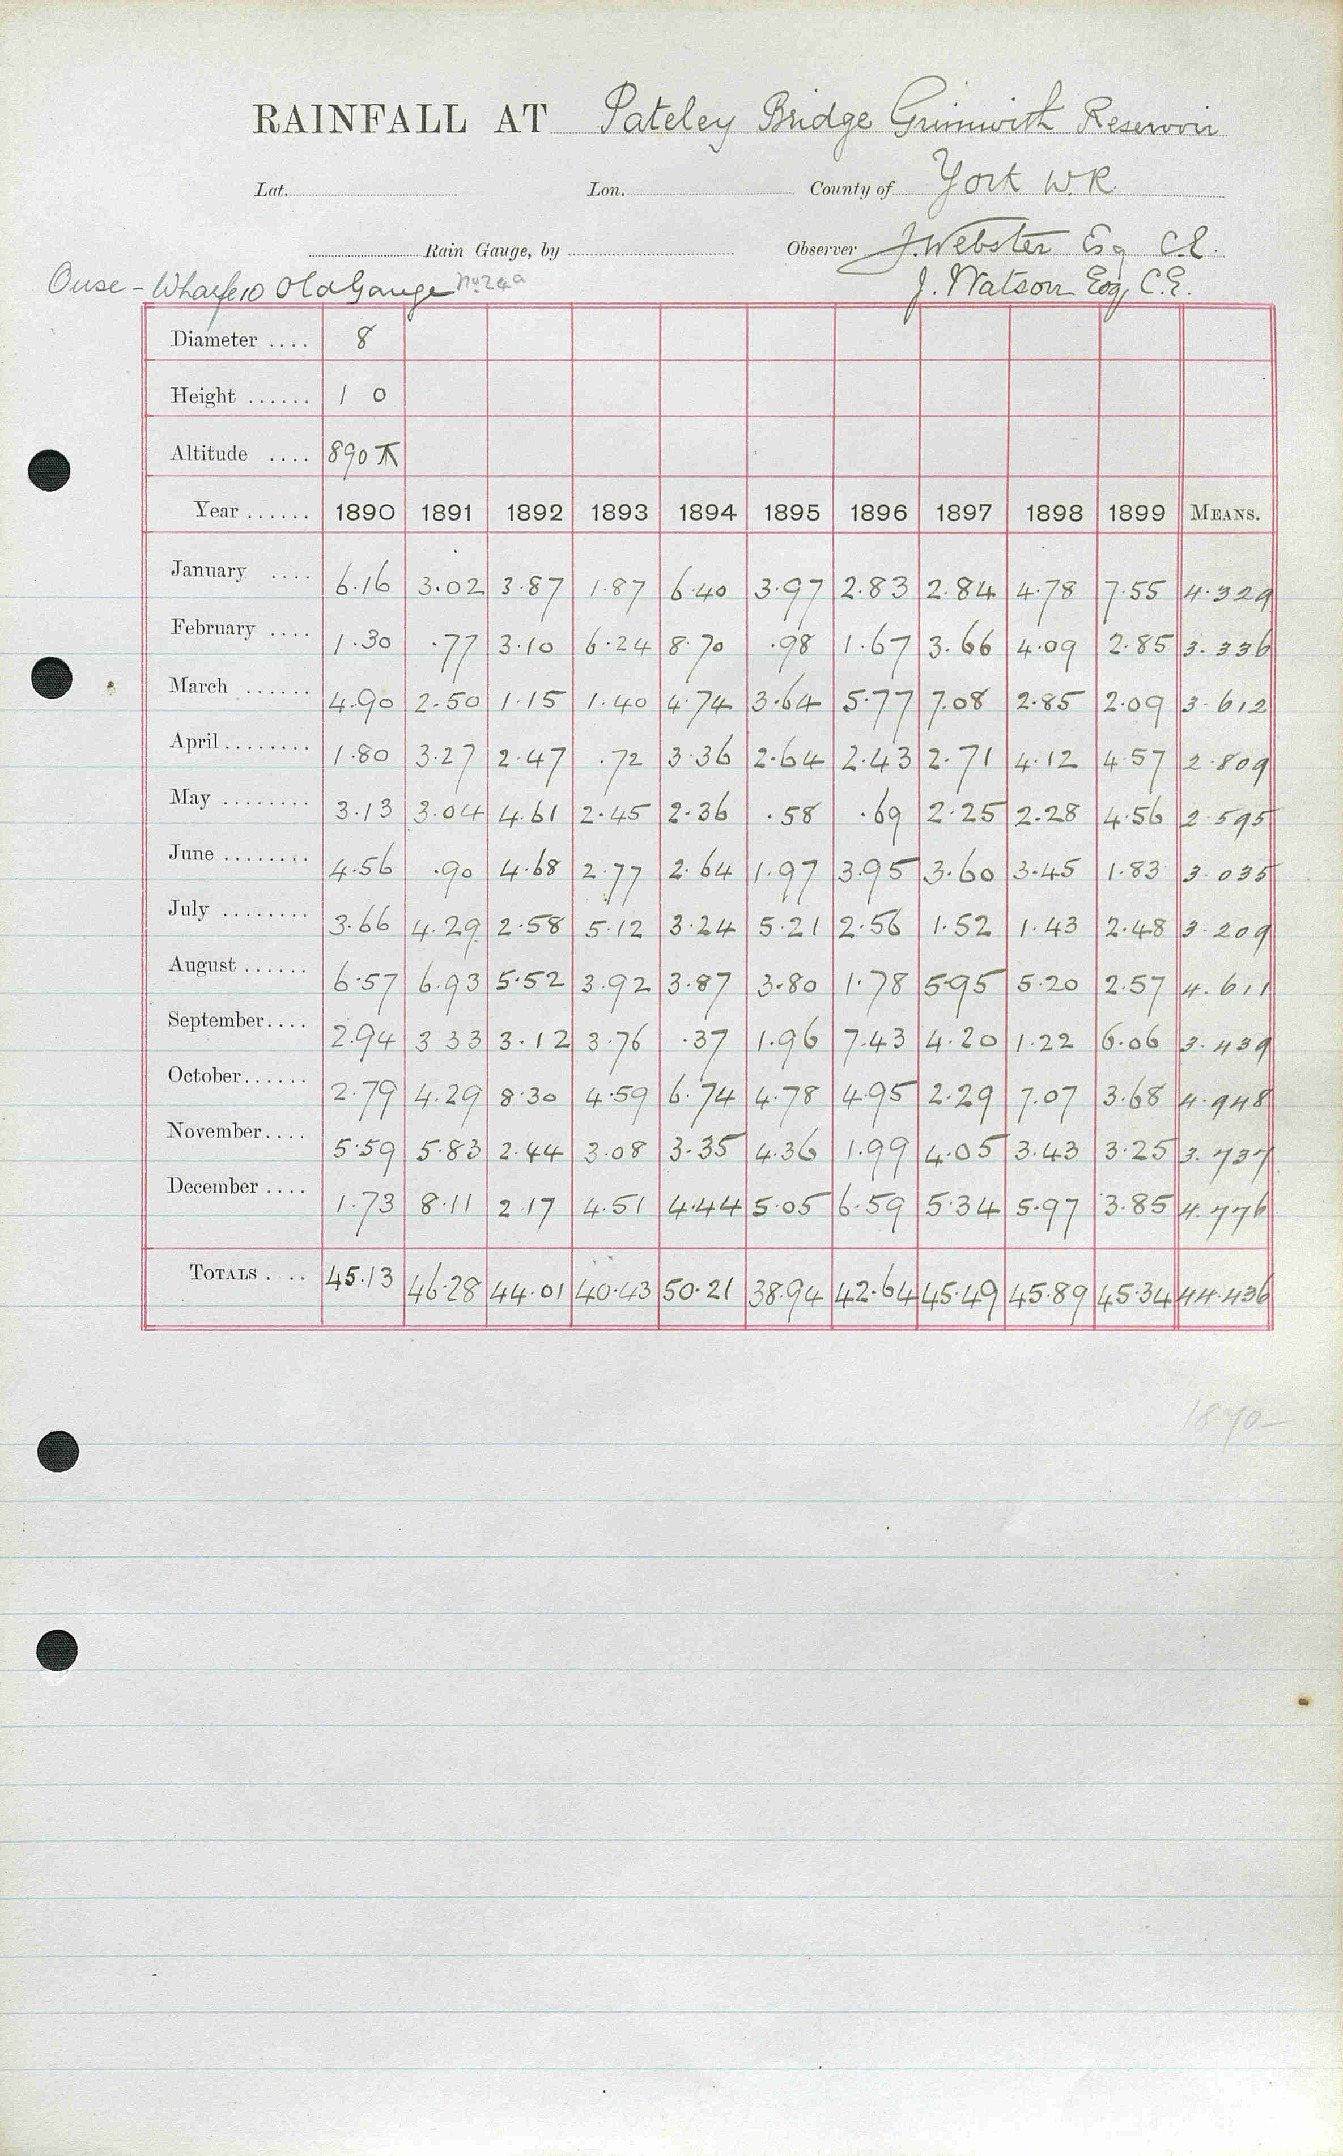 RAINFALL AT Pateley Bridge Grimwith Reservoir
Lat. Lon. County of York W.R.
Rain Gauge, by Observer J. Webster Esq C.E.
Ouse - Wharfe 10 Old Gauge No 24a J. Watson Esq, C.E.
Diameter .... 8
Height ...... 1 0
Altitude .... 890
Year ...... 1890 1891 1892 1893 1894 1895 1896 1897 1898 1899 MEANS.
January .... 6.16 3.02 3.87 1.87 6.40 3.97 2.83 2.84 4.78 7.55 4.329
February .... 1.30 .77 3.10 6.24 8.70 .98 1.67 3.66 4.09 2.85 3.336
March ...... 4.90 2.50 1.15 1.40 4.74 3.64 5.77 7.08 2.85 2.09 3.612
April ........ 1.80 3.27 2.47 .72 3.36 2.64 2.43 2.71 4.12 4.57 2.809
May ........ 3.13 3.04 4.61 2.45 2.36 .58 .69 2.25 2.28 4.56 2.595
June ........ 4.56 .90 4.68 2.77 2.64 1.97 3.95 3.60 3.45 1.83 3.035
July ........ 3.66 4.29 2.58 5.12 3.24 5.21 2.56 1.52 1.43 2.48 3.209
August ...... 6.57 6.93 5.52 3.92 3.87 3.80 1.78 5.95 5.20 2.57 4.611
September .... 2.94 3.33 3.12 3.76 .37 1.96 7.43 4.20 1.22 6.06 3.439
October ...... 2.79 4.29 8.30 4.59 6.74 4.78 4.95 2.29 7.07 3.68 4.948
November .... 5.59 5.83 2.44 3.08 3.35 4.36 1.99 4.05 3.43 3.25 3.737
December .... 1.73 8.11 2.17 4.51 4.44 5.05 6.59 5.34 5.97 3.85 4.776
TOTALS . .. 45.13 46.28 44.01 40.43 50.21 38.94 42.64 45.49 45.89 45.34 44.436
1870-